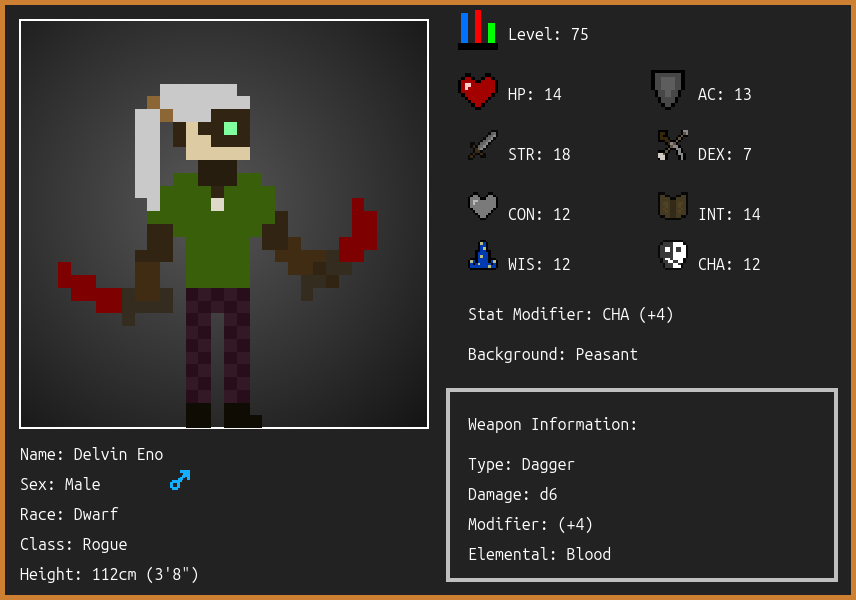 Level: 75
HP: 14
AC: 13
STR: 18
DEX: 7
CON: 12
INT: 14
WIS: 12
CHA: 12
Stat Modifier: CHA (+4)
Background: Peasant
Weapon Information:
Type: Dagger
Damage: d6
Modifier: (+4)
Elemental: Blood
Name: Delvin Eno
Sex: Male
Race: Dwarf
Class: Rogue
Height: 112cm (3'8")